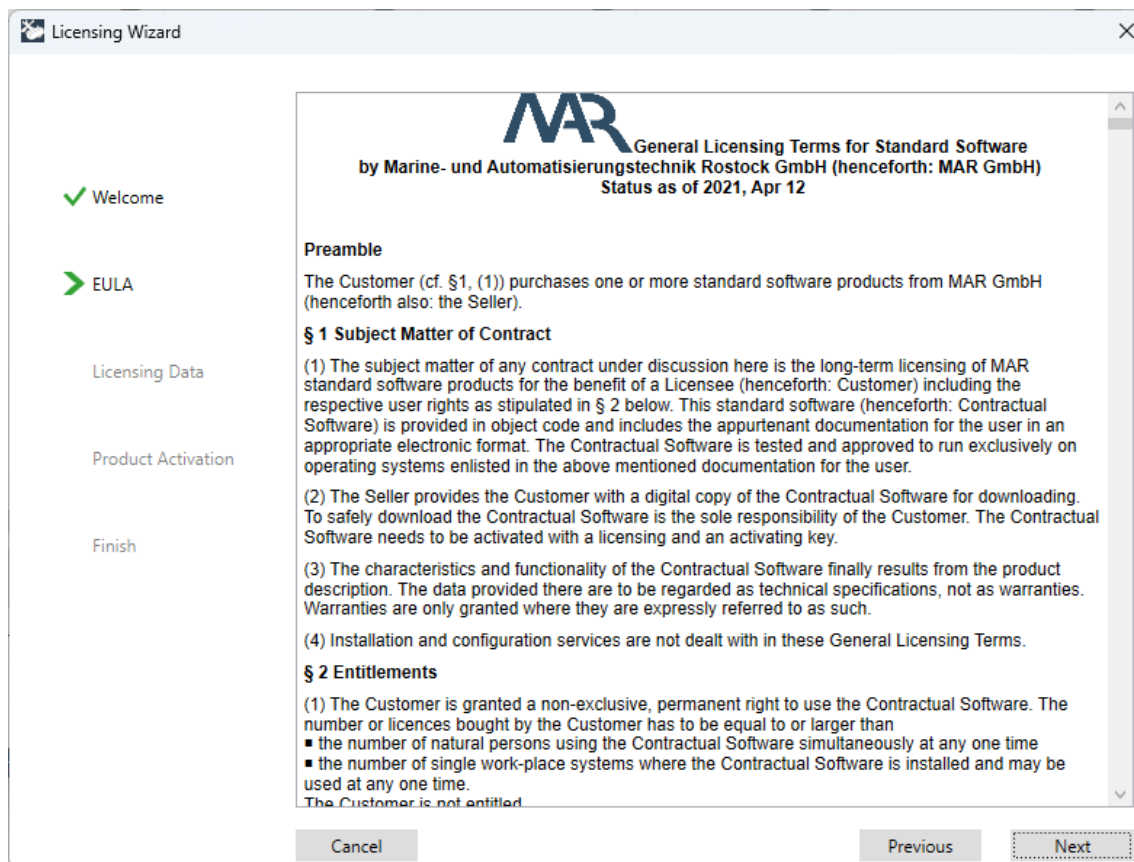 Licensing Wizard
MAR
General Licensing Terms for Standard Software
by Marine- und Automatisierungstechnik Rostock GmbH (henceforth: MAR GmbH)
Status as of 2021, Apr 12
Welcome
EULA
Licensing Data
Product Activation
Finish
Preamble
The Customer (cf. §1, (1)) purchases one or more standard software products from MAR GmbH
(henceforth also: the Seller).
§ 1 Subject Matter of Contract
(1) The subject matter of any contract under discussion here is the long-term licensing of MAR
standard software products for the benefit of a Licensee (henceforth: Customer) including the
respective user rights as stipulated in § 2 below. This standard software (henceforth: Contractual
Software) is provided in object code and includes the appurtenant documentation for the user in an
appropriate electronic format. The Contractual Software is tested and approved to run exclusively on
operating systems enlisted in the above mentioned documentation for the user.
(2) The Seller provides the Customer with a digital copy of the Contractual Software for downloading.
To safely download the Contractual Software is the sole responsibility of the Customer. The Contractual
Software needs to be activated with a licensing and an activating key.
(3) The characteristics and functionality of the Contractual Software finally results from the product
description. The data provided there are to be regarded as technical specifications, not as warranties.
Warranties are only granted where they are expressly referred to as such.
(4) Installation and configuration services are not dealt with in these General Licensing Terms.
§ 2 Entitlements
(1) The Customer is granted a non-exclusive, permanent right to use the Contractual Software. The
number or licences bought by the Customer has to be equal to or larger than
▪ the number of natural persons using the Contractual Software simultaneously at any one time
▪ the number of single work-place systems where the Contractual Software is installed and may be
used at any one time.
The Customer is not entitled
Cancel
Previous
Next